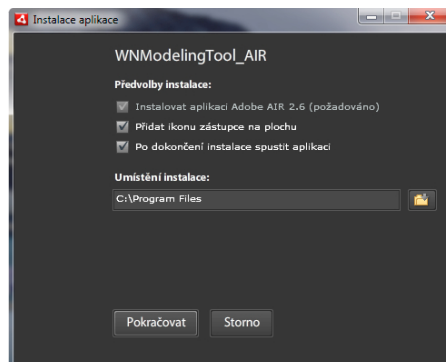 Instalace aplikace
WNModelingTool_AIR
Předvolby instalace:
Instalovat aplikaci Adobe AIR 2.6 (požadováno)
Přidat ikonu zástupce na plochu
Po dokončení instalace spustit aplikaci
Umístění instalace:
C:\Program Files
Pokračovat
Storno